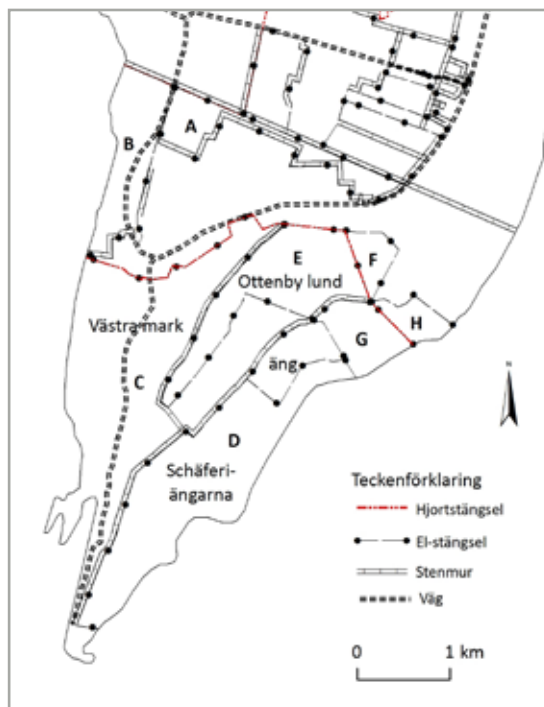 A
B
E
F
Ottenby lund
Västra mark
G
H
äng
C
D
Schäferi-
ängarna
N
Teckenförklaring
Hjortstängsel
El-stängsel
Stenmur
Väg
0 1 km